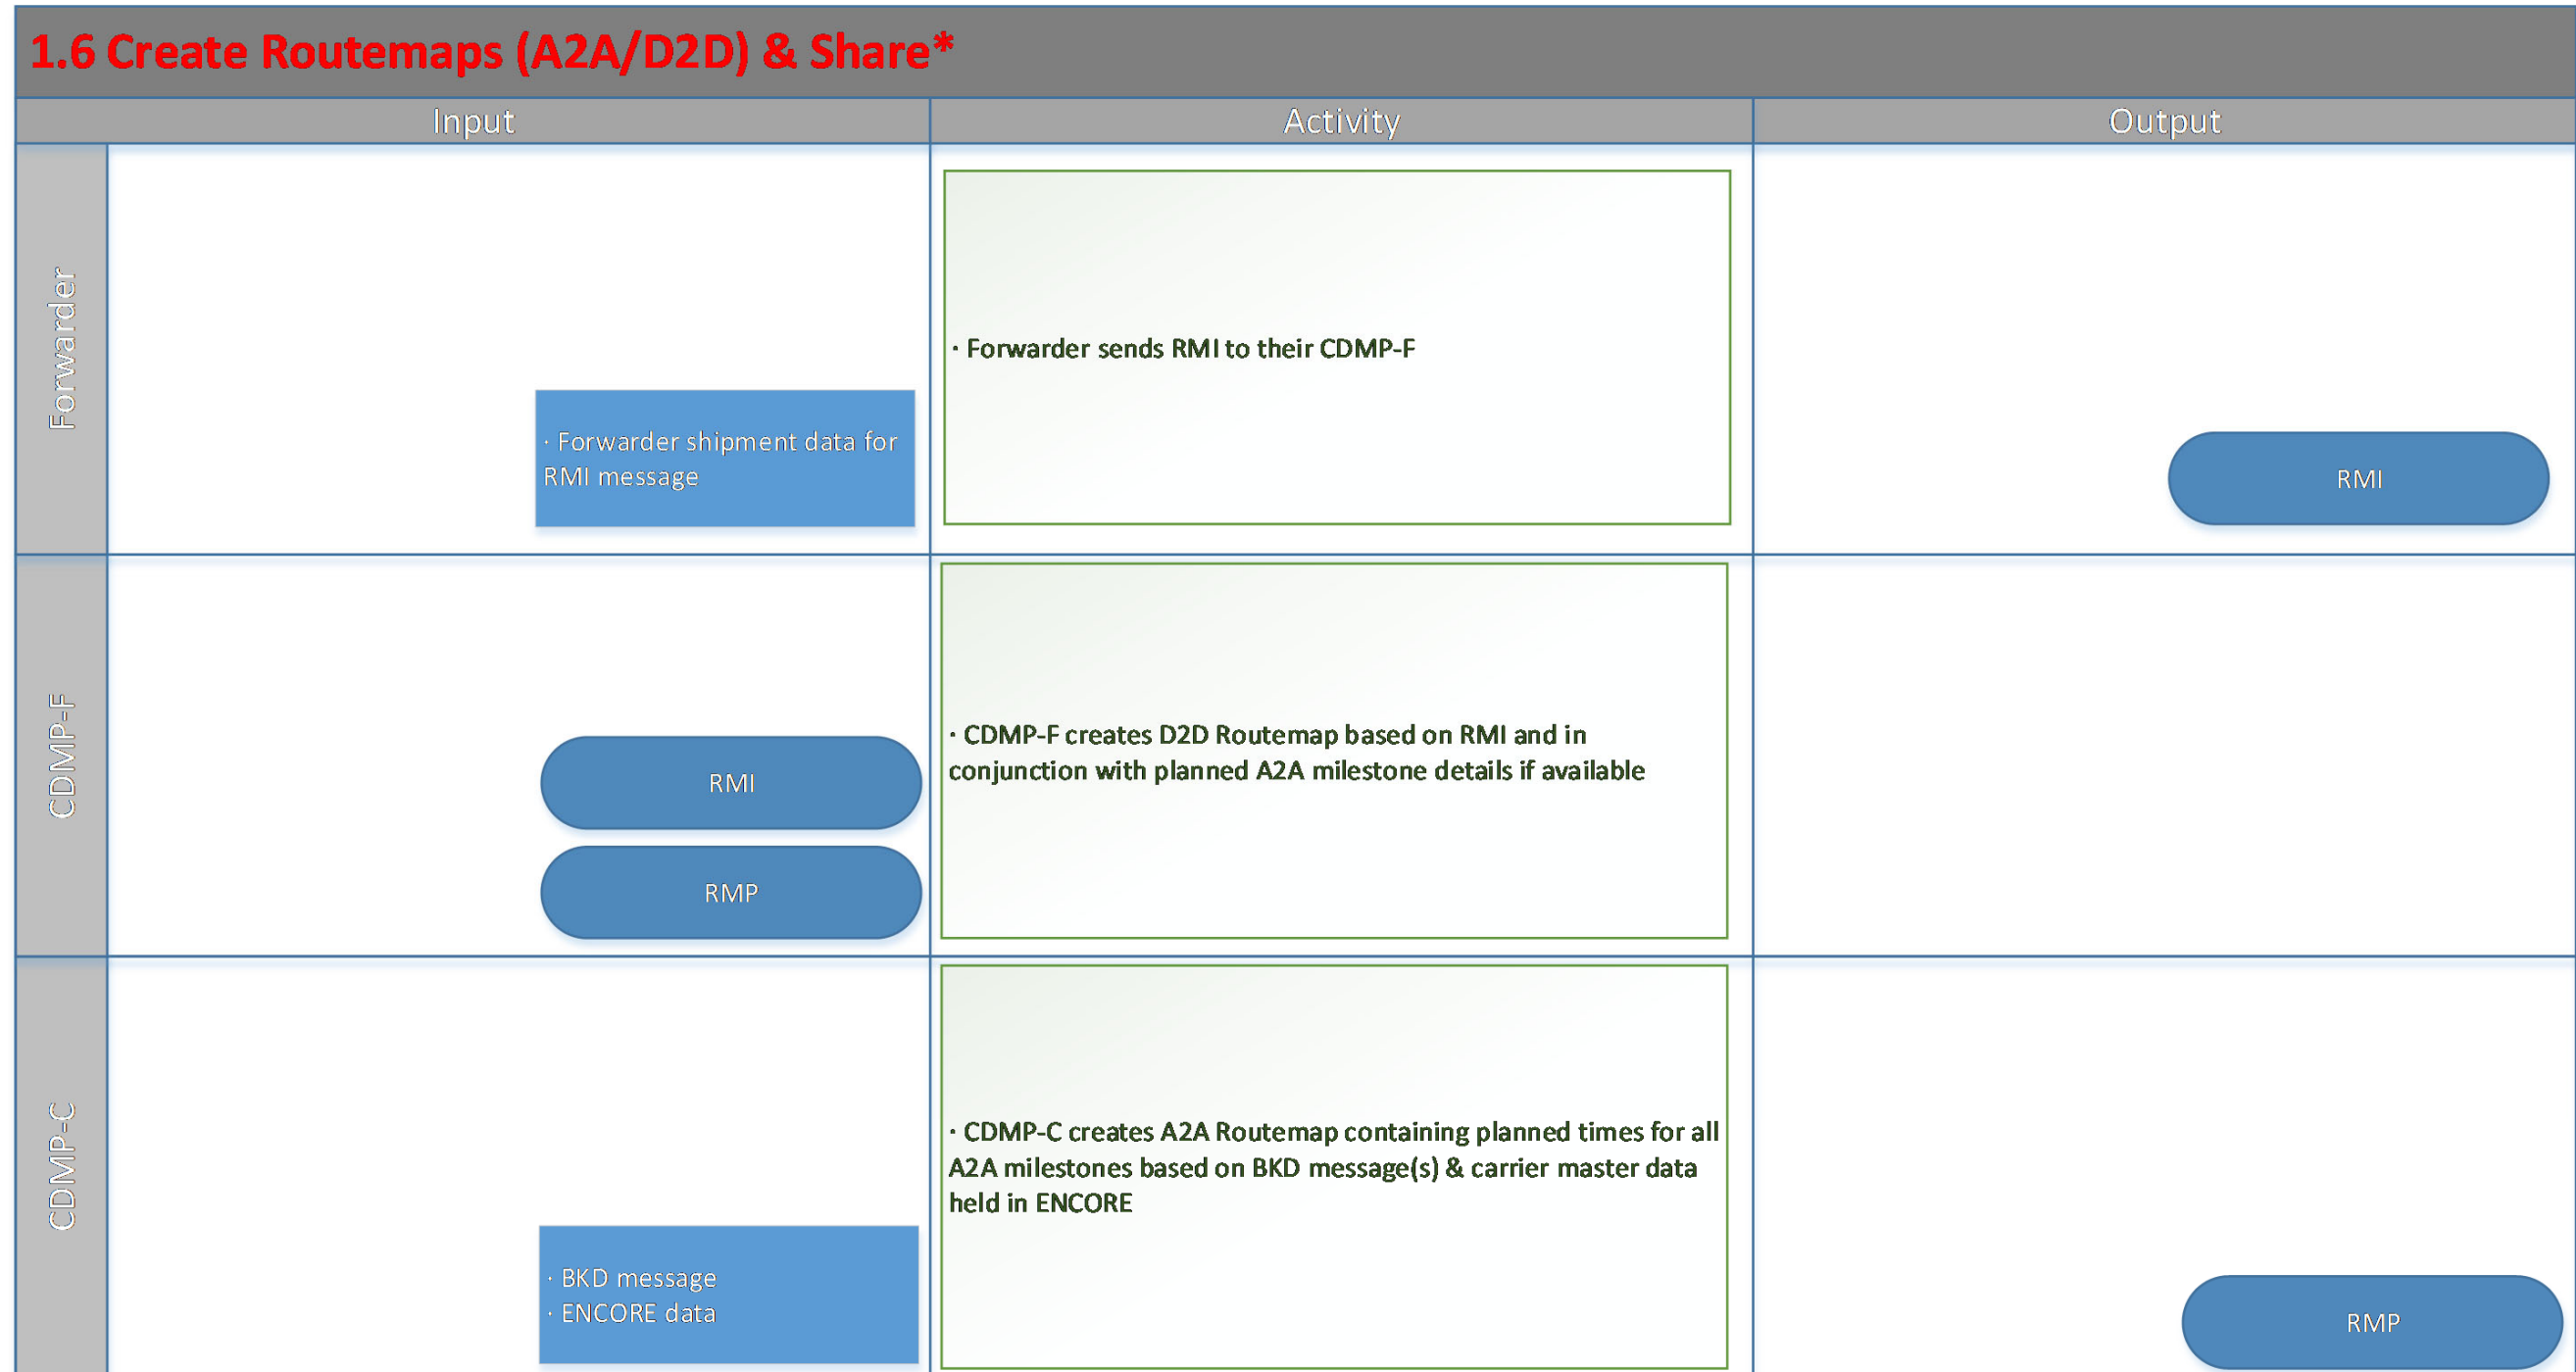 1.6 Create Routemaps (A2A/D2D) & Share*
Input
Activity
Output
Forwarder
· Forwarder shipment data for
RMI message
· Forwarder sends RMI to their CDMP-F
RMI
CDMP-F
RMI
RMP
· CDMP-F creates D2D Routemap based on RMI and in
conjunction with planned A2A milestone details if available
CDMP-C
· BKD message
· ENCORE data
· CDMP-C creates A2A Routemap containing planned times for all
A2A milestones based on BKD message(s) & carrier master data
held in ENCORE
RMP